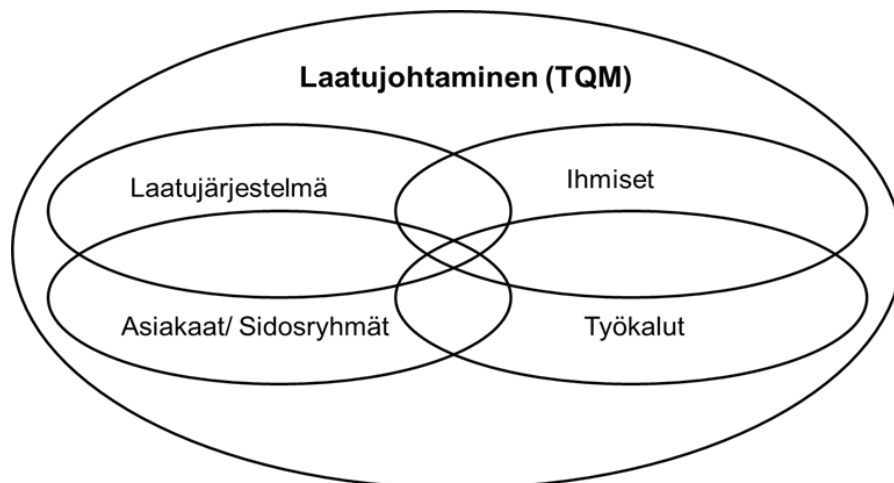 Laatujohtaminen (TQM)
Laatujärjestelmä
Ihmiset
Asiakaat/ Sidosryhmät
Työkalut